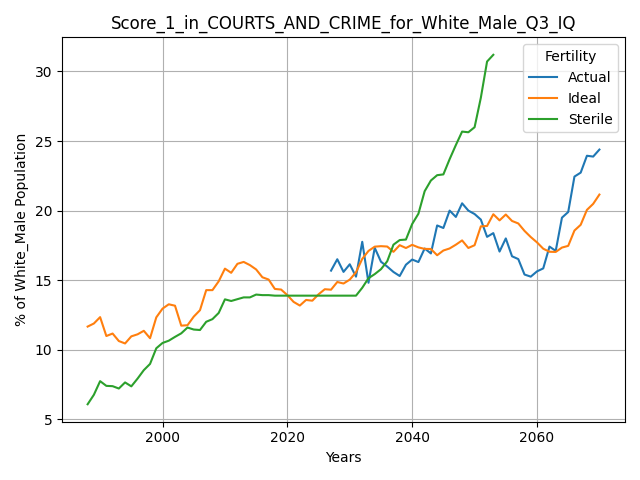 Score_1_in_COURTS_AND_CRIME_for_White_Male_Q3_IQ
% of White_Male Population
30
25
20
15
10
5
Fertility
Actual
Ideal
Sterile
2000
2020
2040
2060
Years